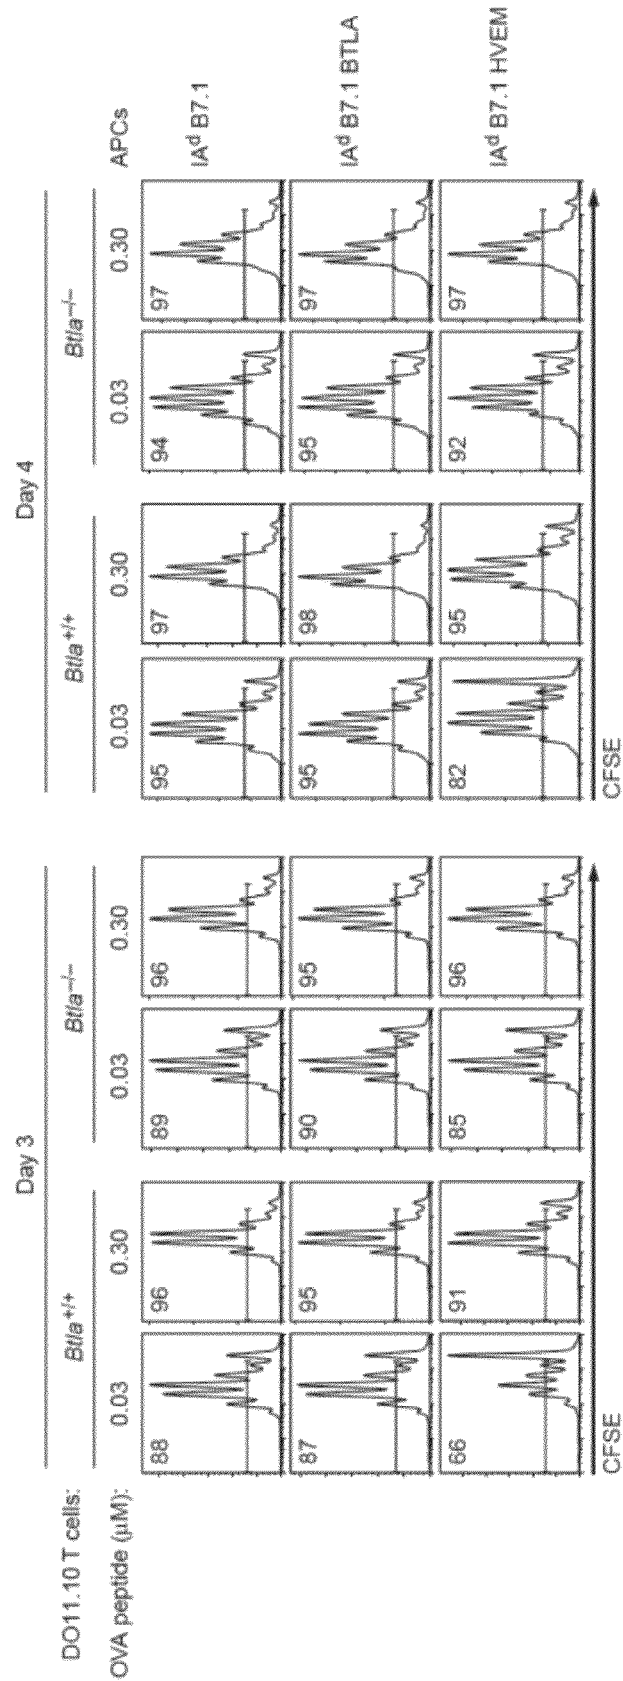 Day 3 Day 4
DO11.10 T cells: Btla+/+ Btla−/− Btla+/+ Btla−/−
OVA peptide (µM): 0.03 0.30 0.03 0.30 0.03 0.30 0.03 0.30 APCs
88 96 89 96 95 97 94 97 IAd B7.1
87 95 90 95 95 98 95 97 IAd B7.1 BTLA
66 91 85 96 82 95 92 97 IAd B7.1 HVEM
CFSE CFSE